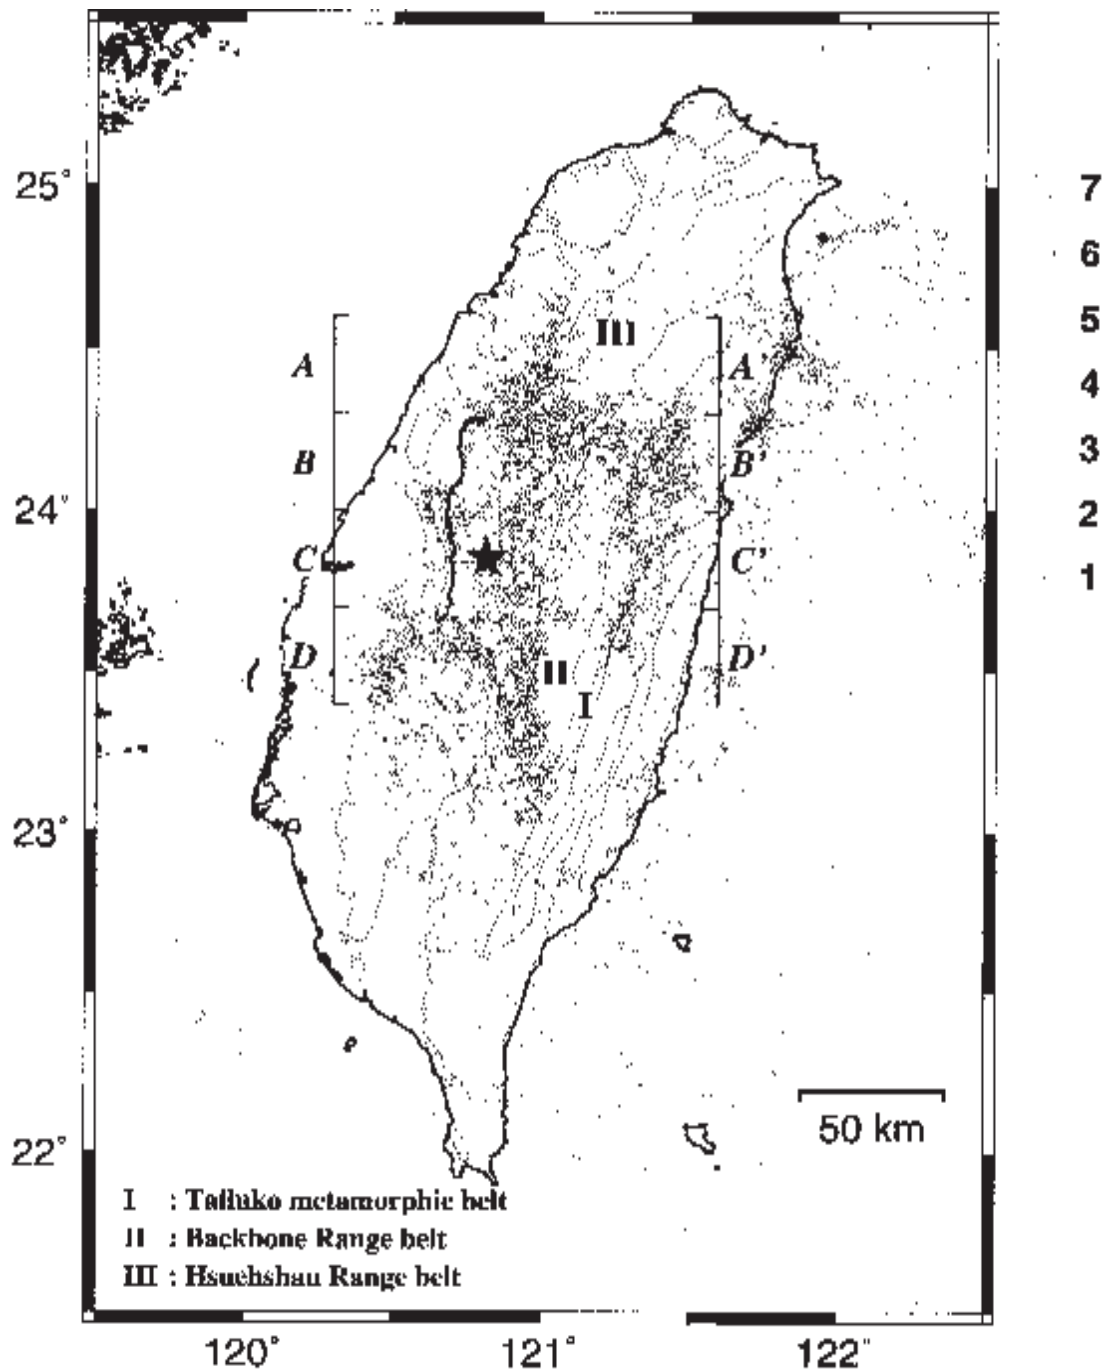 25°
7
6
5
III
A
A'
4
B
B'
3
24°
2
C
C'
1
D
D'
II
I
23°
50 km
22°
I : Tailuko metamorphic belt
II : Backbone Range belt
III : Hsuehshan Range belt
120°
121°
122°